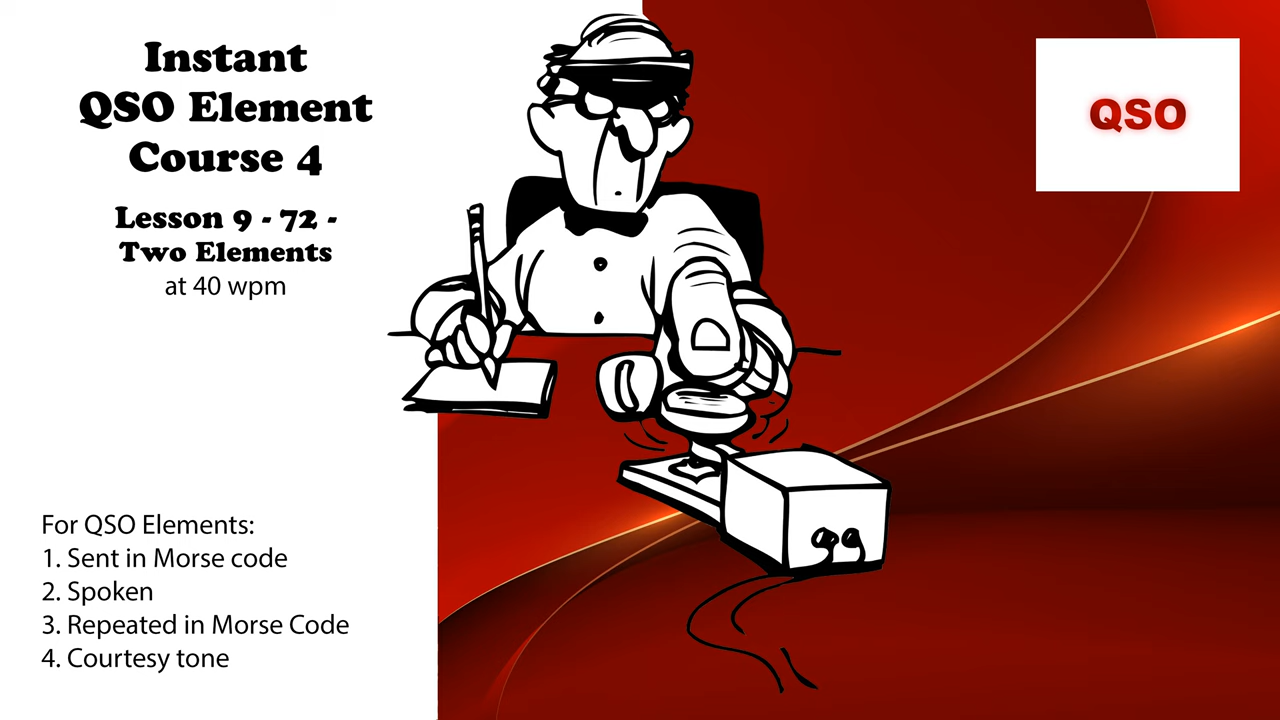 Instant
QSO Element
Course 4
Lesson 9 - 72 -
Two Elements
at 40 wpm
QSO
For QSO Elements:
1. Sent in Morse code
2. Spoken
3. Repeated in Morse Code
4. Courtesy tone